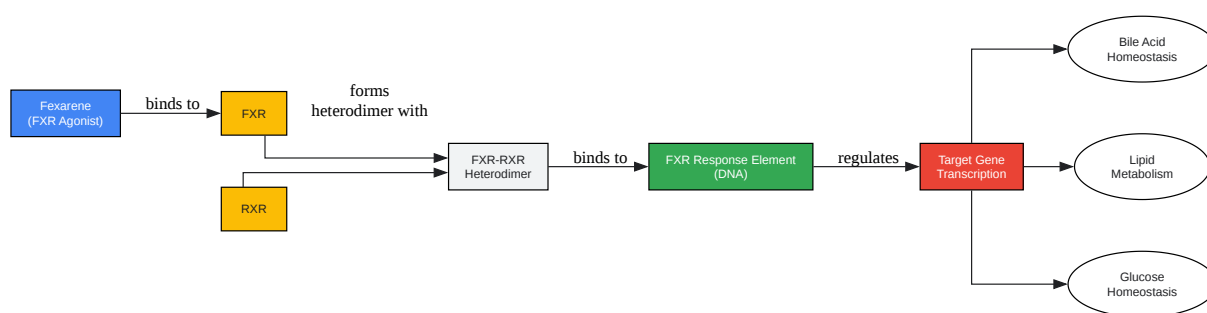 Fexarene
(FXR Agonist)
binds to
FXR
forms
heterodimer with
RXR
FXR-RXR
Heterodimer
binds to
FXR Response Element
(DNA)
regulates
Target Gene
Transcription
Bile Acid
Homeostasis
Lipid
Metabolism
Glucose
Homeostasis